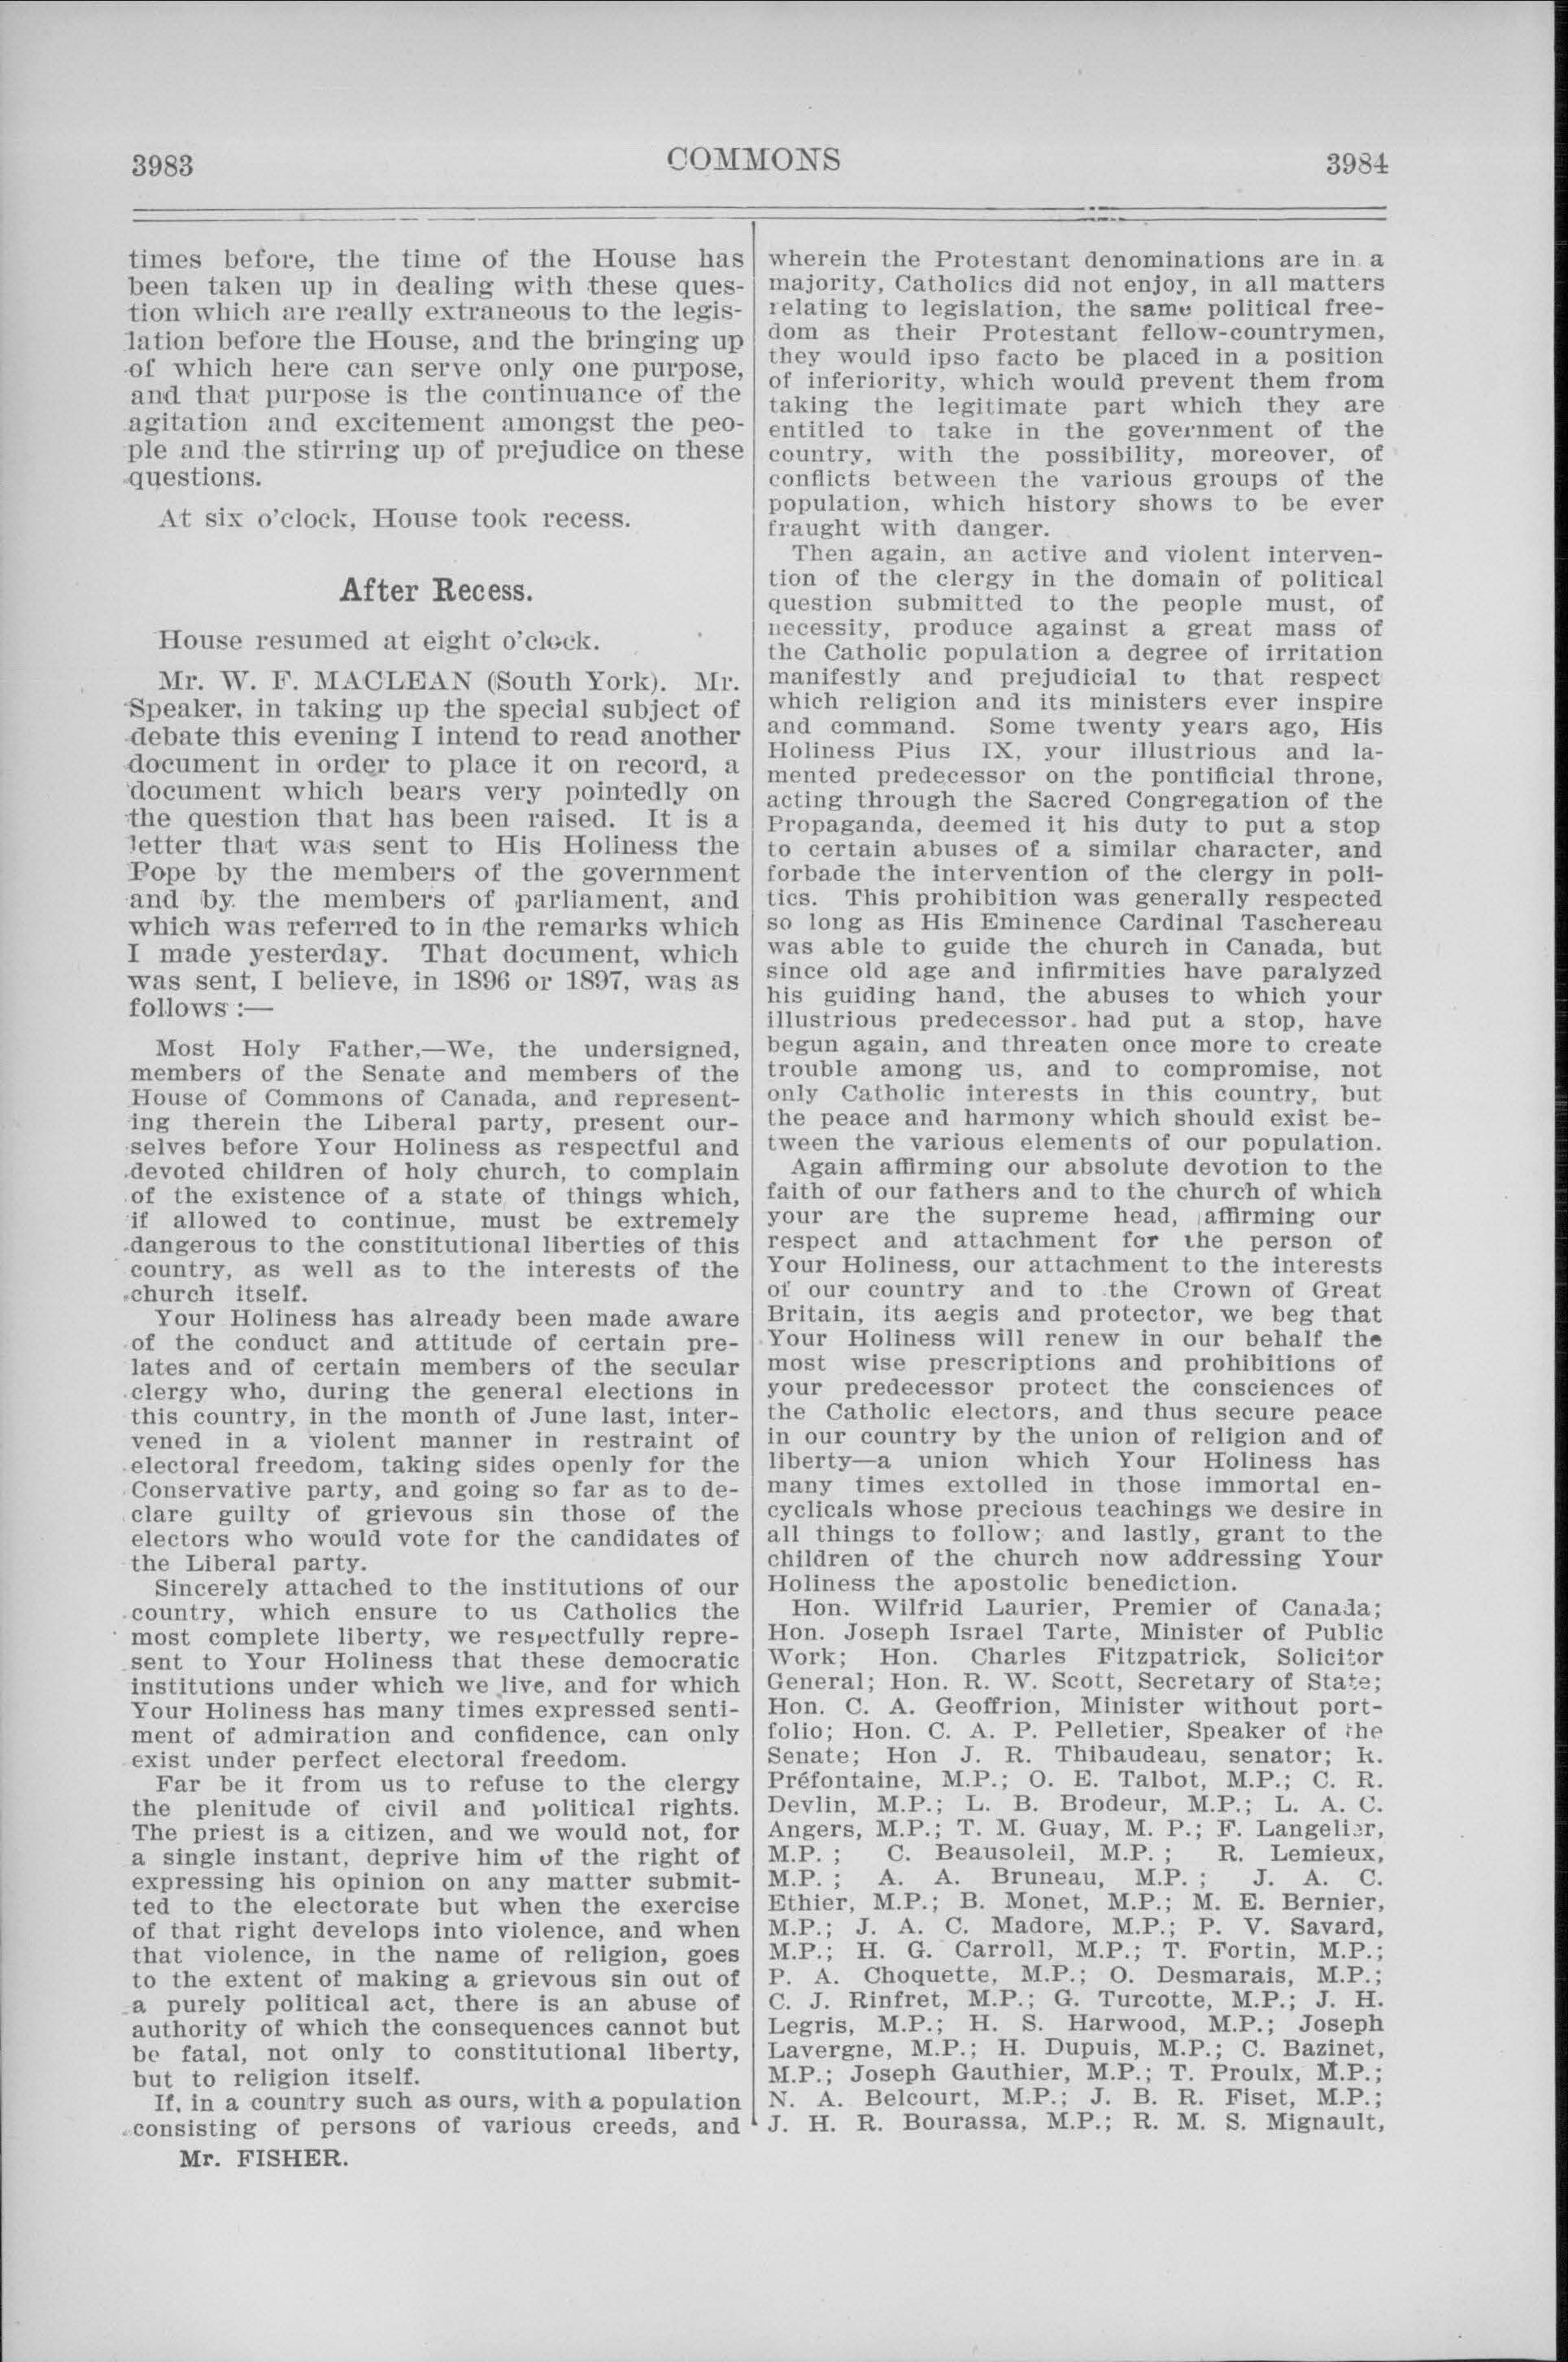 3983
COMMONS
3984
times before, the time of the House has
been taken up in dealing with these ques-
tion which are really extraneous to the legis-
lation before the House, and the bringing up
of which here can serve only one purpose,
and that purpose is the continuance of the
agitation and excitement amongst the peo-
ple and the stirring up of prejudice on these
questions.
At six o'clock, House took recess.
After Recess.
House resumed at eight o'clock.
Mr. W. F. MACLEAN (South York). Mr.
Speaker, in taking up the special subject of
debate this evening I intend to read another
document in order to place it on record, a
document which bears very pointedly on
the question that has been raised. It is a
letter that was sent to His Holiness the
Pope by the members of the government
and by the members of parliament, and
which was referred to in the remarks which
I made yesterday. That document, which
was sent, I believe, in 1896 or 1897, was as
follows :—
Most Holy Father,—We, the undersigned,
members of the Senate and members of the
House of Commons of Canada, and represent-
ing therein the Liberal party, present our-
selves before Your Holiness as respectful and
devoted children of holy church, to complain
of the existence of a state of things which,
if allowed to continue, must be extremely
dangerous to the constitutional liberties of this
country, as well as to the interests of the
church itself.
Your Holiness has already been made aware
of the conduct and attitude of certain pre-
lates and of certain members of the secular
clergy who, during the general elections in
this country, in the month of June last, inter-
vened in a violent manner in restraint of
electoral freedom, taking sides openly for the
Conservative party, and going so far as to de-
clare guilty of grievous sin those of the
electors who would vote for the candidates of
the Liberal party.
Sincerely attached to the institutions of our
country, which ensure to us Catholics the
most complete liberty, we respectfully repre-
sent to Your Holiness that these democratic
institutions under which we live, and for which
Your Holiness has many times expressed senti-
ment of admiration and confidence, can only
exist under perfect electoral freedom.
Far be it from us to refuse to the clergy
the plenitude of civil and political rights.
The priest is a citizen, and we would not, for
a single instant, deprive him of the right of
expressing his opinion on any matter submit-
ted to the electorate but when the exercise
of that right develops into violence, and when
that violence, in the name of religion, goes
to the extent of making a grievous sin out of
a purely political act, there is an abuse of
authority of which the consequences cannot but
be fatal, not only to constitutional liberty,
but to religion itself.
If, in a country such as ours, with a population
consisting of persons of various creeds, and
Mr. FISHER.
wherein the Protestant denominations are in a
majority, Catholics did not enjoy, in all matters
relating to legislation, the same political free-
dom as their Protestant fellow-countrymen,
they would ipso facto be placed in a position
of inferiority, which would prevent them from
taking the legitimate part which they are
entitled to take in the government of the
country, with the possibility, moreover, of
conflicts between the various groups of the
population, which history shows to be ever
fraught with danger.
Then again, an active and violent interven-
tion of the clergy in the domain of political
question submitted to the people must, of
necessity, produce against a great mass of
the Catholic population a degree of irritation
manifestly and prejudicial to that respect
which religion and its ministers ever inspire
and command. Some twenty years ago, His
Holiness Pius IX, your illustrious and la-
mented predecessor on the pontificial throne,
acting through the Sacred Congregation of the
Propaganda, deemed it his duty to put a stop
to certain abuses of a similar character, and
forbade the intervention of the clergy in poli-
tics. This prohibition was generally respected
so long as His Eminence Cardinal Taschereau
was able to guide the church in Canada, but
since old age and infirmities have paralyzed
his guiding hand, the abuses to which your
illustrious predecessor. had put a stop, have
begun again, and threaten once more to create
trouble among us, and to compromise, not
only Catholic interests in this country, but
the peace and harmony which should exist be-
tween the various elements of our population.
Again affirming our absolute devotion to the
faith of our fathers and to the church of which
your are the supreme head, affirming our
respect and attachment for the person of
Your Holiness, our attachment to the interests
of our country and to the Crown of Great
Britain, its aegis and protector, we beg that
Your Holiness will renew in our behalf the
most wise prescriptions and prohibitions of
your predecessor protect the consciences of
the Catholic electors, and thus secure peace
in our country by the union of religion and of
liberty—a union which Your Holiness has
many times extolled in those immortal en-
cyclicals whose precious teachings we desire in
all things to follow; and lastly, grant to the
children of the church now addressing Your
Holiness the apostolic benediction.
Hon. Wilfrid Laurier, Premier of Canada;
Hon. Joseph Israel Tarte, Minister of Public
Work; Hon. Charles Fitzpatrick, Solicitor
General; Hon. R. W. Scott, Secretary of State;
Hon. C. A. Geoffrion, Minister without port-
folio; Hon. C. A. P. Pelletier, Speaker of the
Senate; Hon J. R. Thibaudeau, senator; R.
Préfontaine, M.P.; O. E. Talbot, M.P.; C. R.
Devlin, M.P.; L. B. Brodeur, M.P.; L. A. C.
Angers, M.P.; T. M. Guay, M. P.; F. Langelier,
M.P. ; C. Beausoleil, M.P. ; R. Lemieux,
M.P. ; A. A. Bruneau, M.P. ; J. A. C.
Ethier, M.P.; B. Monet, M.P.; M. E. Bernier,
M.P.; J. A. C. Madore, M.P.; P. V. Savard,
M.P.; H. G. Carroll, M.P.; T. Fortin, M.P.;
P. A. Choquette, M.P.; O. Desmarais, M.P.;
C. J. Rinfret, M.P.; G. Turcotte, M.P.; J. H.
Legris, M.P.; H. S. Harwood, M.P.; Joseph
Lavergne, M.P.; H. Dupuis, M.P.; C. Bazinet,
M.P.; Joseph Gauthier, M.P.; T. Proulx, M.P.;
N. A. Belcourt, M.P.; J. B. R. Fiset, M.P.;
J. H. R. Bourassa, M.P.; R. M. S. Mignault,